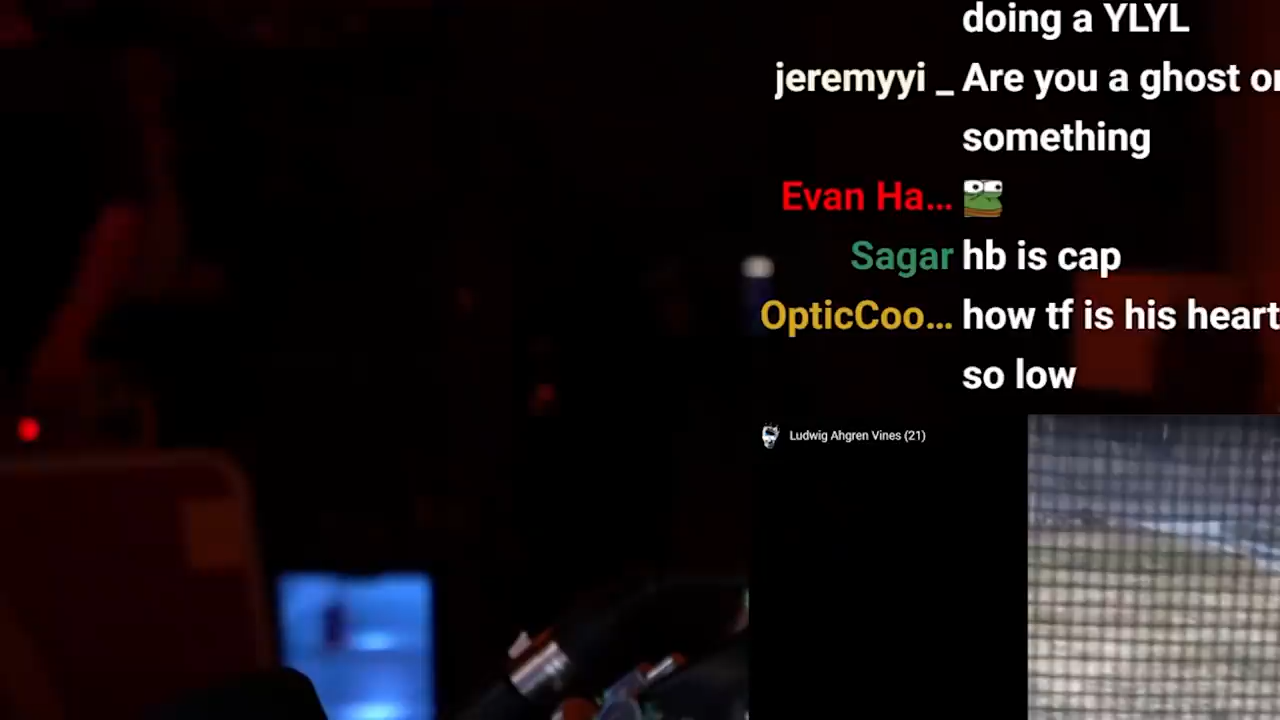 doing a YLYL
jeremyyi _ Are you a ghost or
something
Evan Ha...
Sagar hb is cap
OpticCoo... how tf is his heart
so low
Ludwig Ahgren Vines (21)